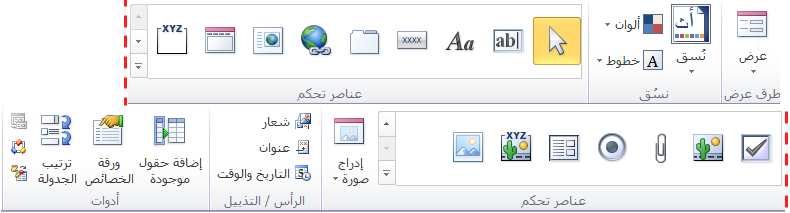 عرض
طرق عرض
أث
نُسق
ألوان
A
خطوط
نسُق
ab
Aa
XXXX
XYZ
عناصر تحكم
XYZ
إدراج
صورة
عناصر تحكم
شعار
عنوان
التاريخ والوقت
الرأس / التذييل
إضافة حقول
موجودة
ورقة
الخصائص
ترتيب
الجدولة
أدوات